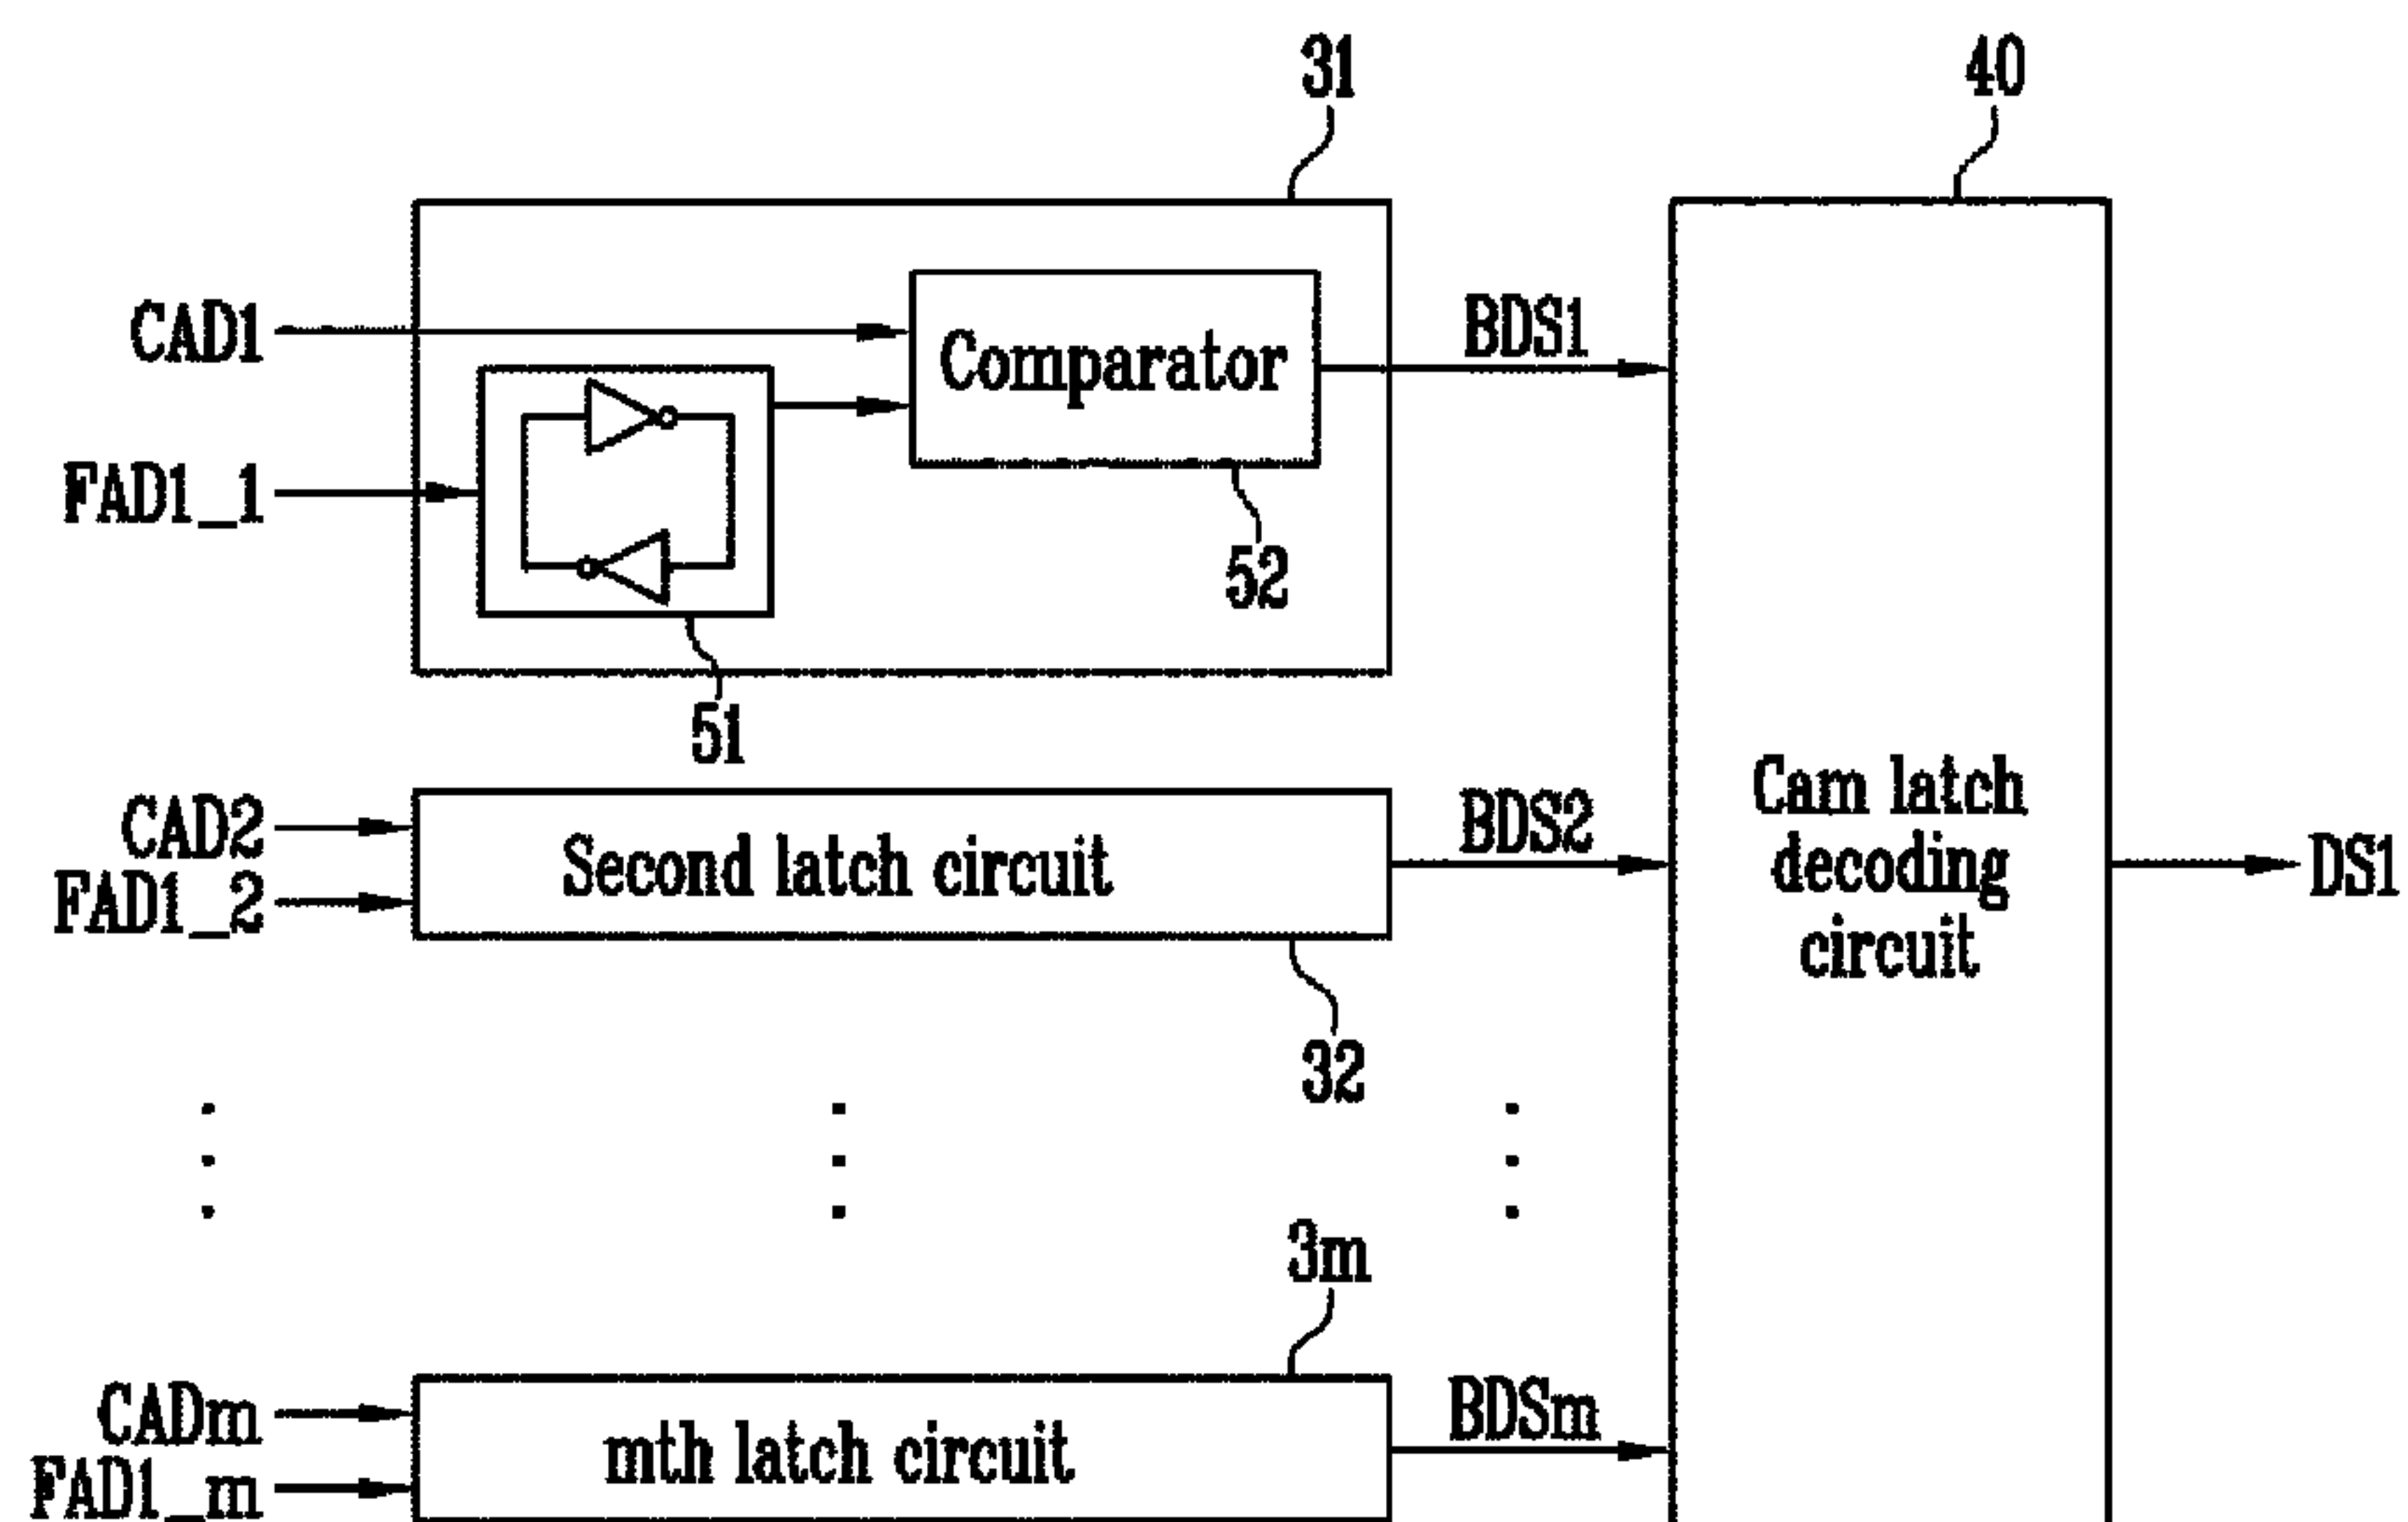 31
40
CAD1
Comparator
BDS1
FAD1_1
52
51
CAD2
FAD1_2
Second latch circuit
BDS2
Cam latch
decoding
circuit
DS1
32
3m
CADm
FAD1_m
mth latch circuit
BDSm